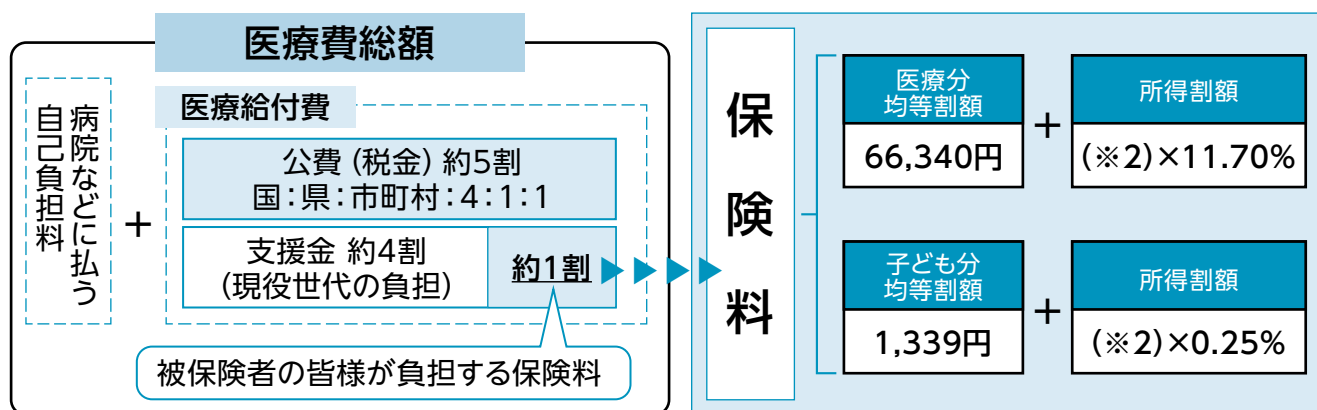 医療費総額
病院などに払う
自己負担料
+
医療給付費
公費（税金）約5割
国：県：市町村：4：1：1
支援金 約4割
（現役世代の負担）
約1割
被保険者の皆様が負担する保険料
保険料
医療分
均等割額
66,340円
+
所得割額
(※2)×11.70%
子ども分
均等割額
1,339円
+
所得割額
(※2)×0.25%